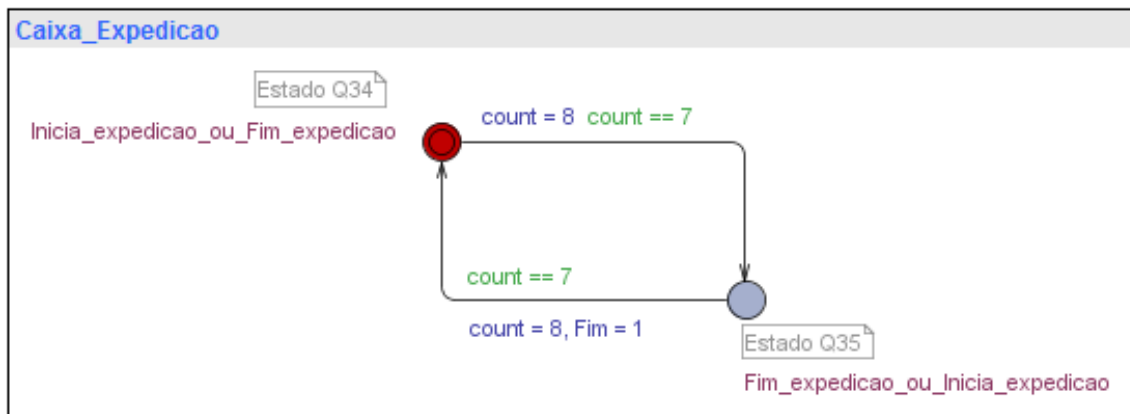 Caixa_Expedicao
Estado Q34
Inicia_expedicao_ou_Fim_expedicao
count = 8 count == 7
count == 7
count = 8, Fim = 1
Estado Q35
Fim_expedicao_ou_Inicia_expedicao